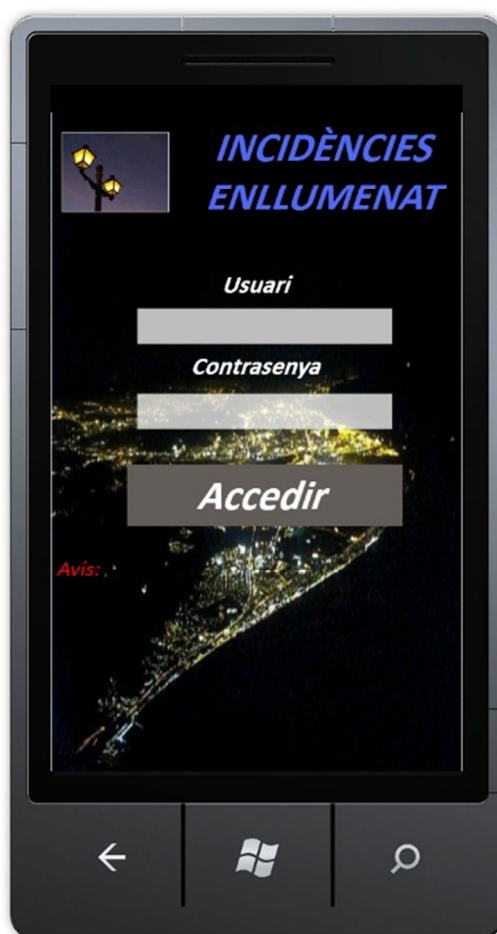 INCIDÈNCIES
ENLLUMENAT
Usuari
Contrasenya
Accedir
Avís: